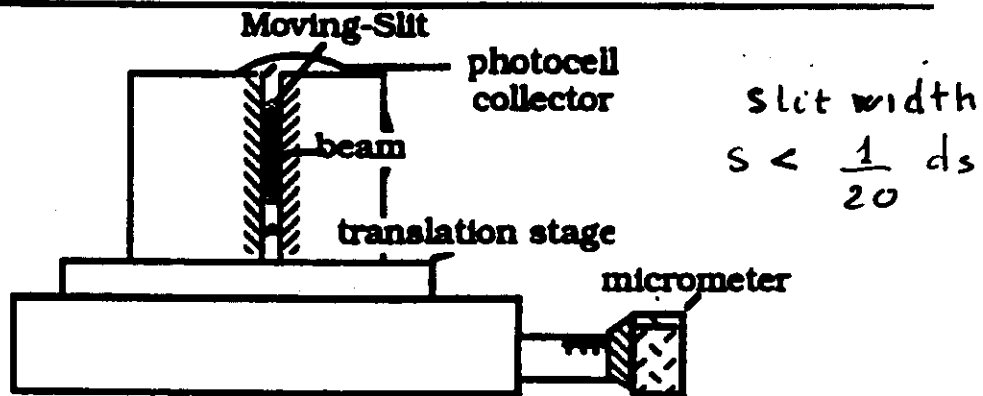 Moving-Slit
photocell
collector
beam
translation stage
micrometer
slit width
s < 1/20 ds